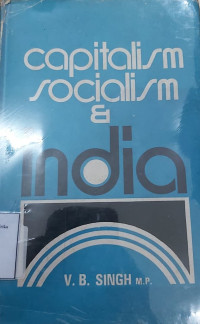 capitalism
socialism
&
india
V. B. SINGH M.P.